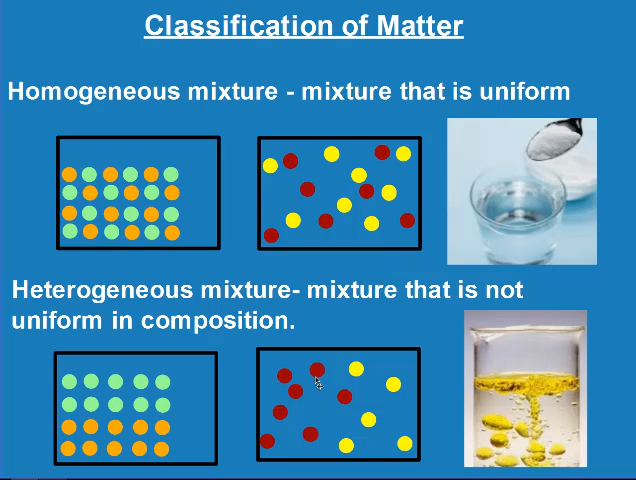 Classification of Matter
Homogeneous mixture - mixture that is uniform
Heterogeneous mixture- mixture that is not
uniform in composition.